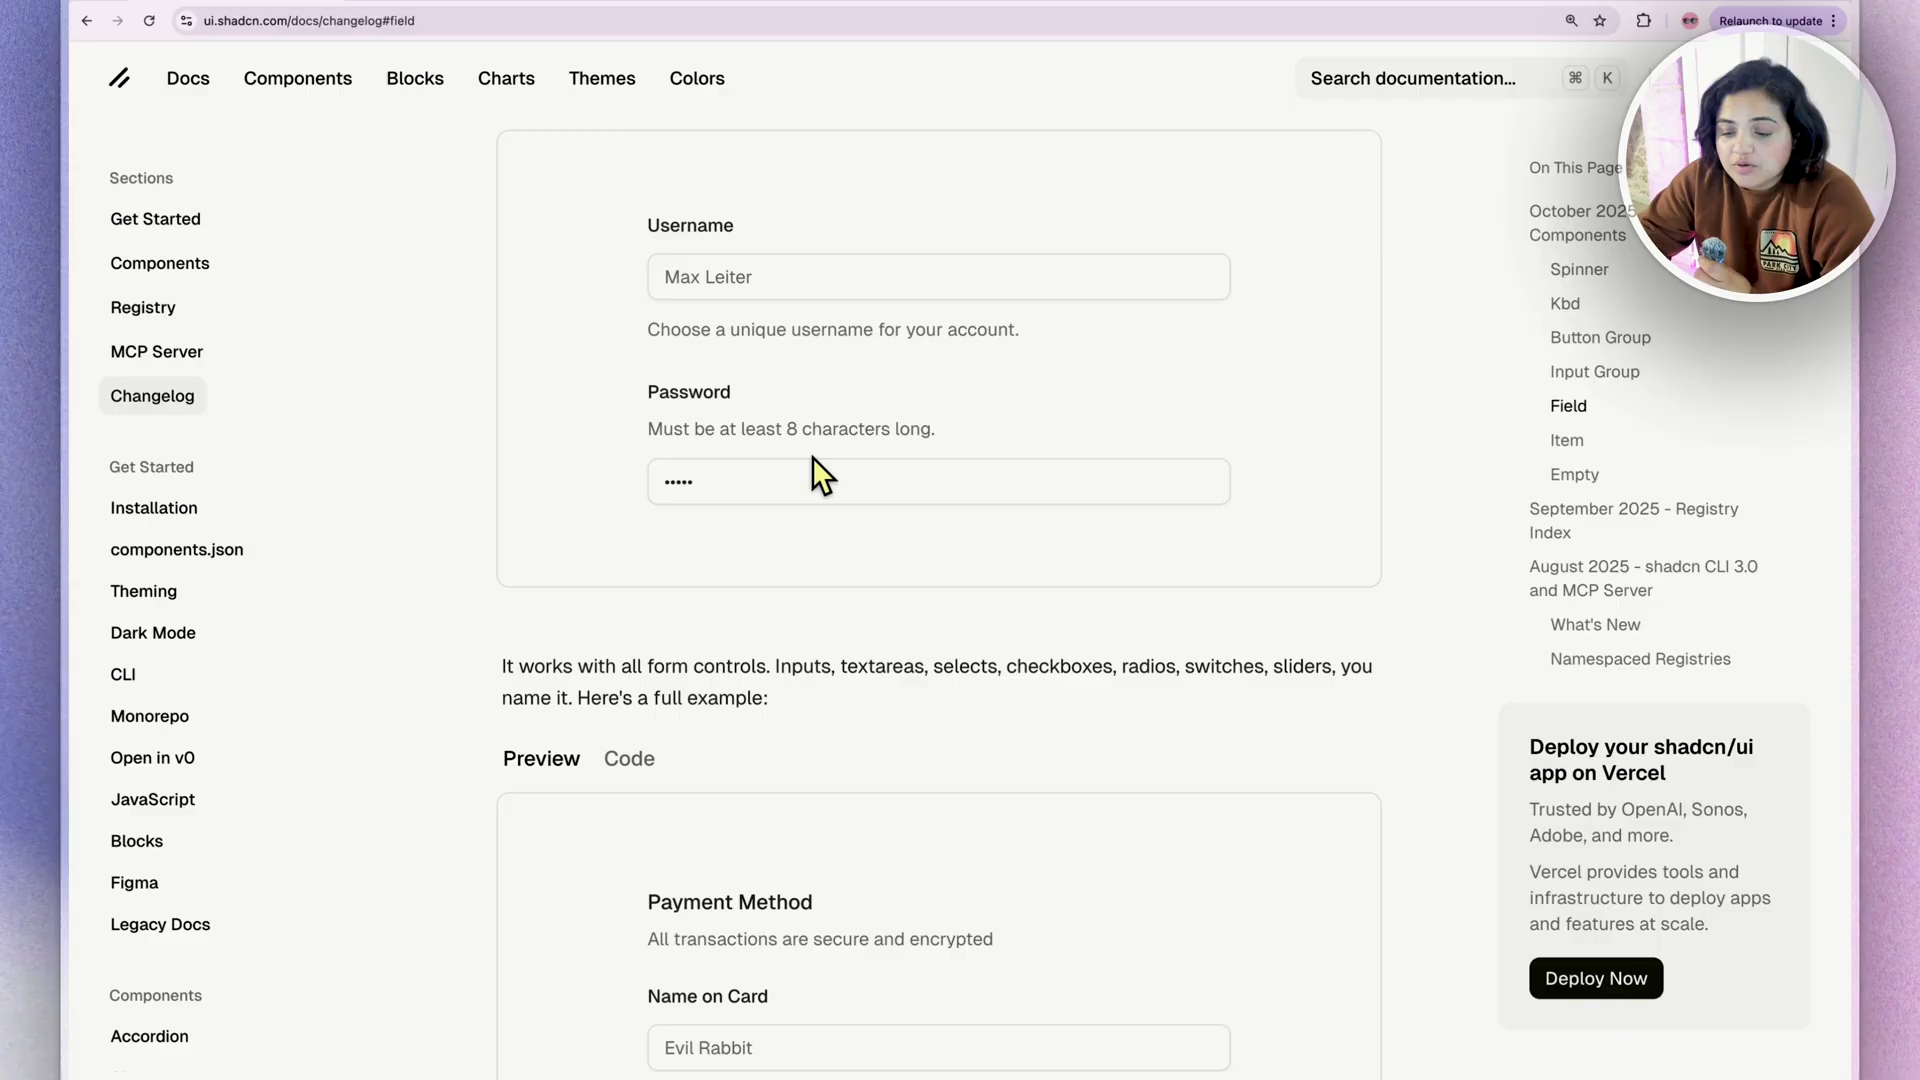 ui.shadcn.com/docs/changelog#field
Relaunch to update
Docs
Components
Blocks
Charts
Themes
Colors
Search documentation...
⌘
K
Sections
Get Started
Components
Registry
MCP Server
Changelog
Get Started
Installation
components.json
Theming
Dark Mode
CLI
Monorepo
Open in v0
JavaScript
Blocks
Figma
Legacy Docs
Components
Accordion
Username
Max Leiter
Choose a unique username for your account.
Password
Must be at least 8 characters long.
•••••
It works with all form controls. Inputs, textareas, selects, checkboxes, radios, switches, sliders, you
name it. Here's a full example:
Preview
Code
Payment Method
All transactions are secure and encrypted
Name on Card
Evil Rabbit
On This Page
October 2025
Components
Spinner
Kbd
Button Group
Input Group
Field
Item
Empty
September 2025 - Registry
Index
August 2025 - shadcn CLI 3.0
and MCP Server
What's New
Namespaced Registries
Deploy your shadcn/ui
app on Vercel
Trusted by OpenAI, Sonos,
Adobe, and more.
Vercel provides tools and
infrastructure to deploy apps
and features at scale.
Deploy Now
PARK CITY